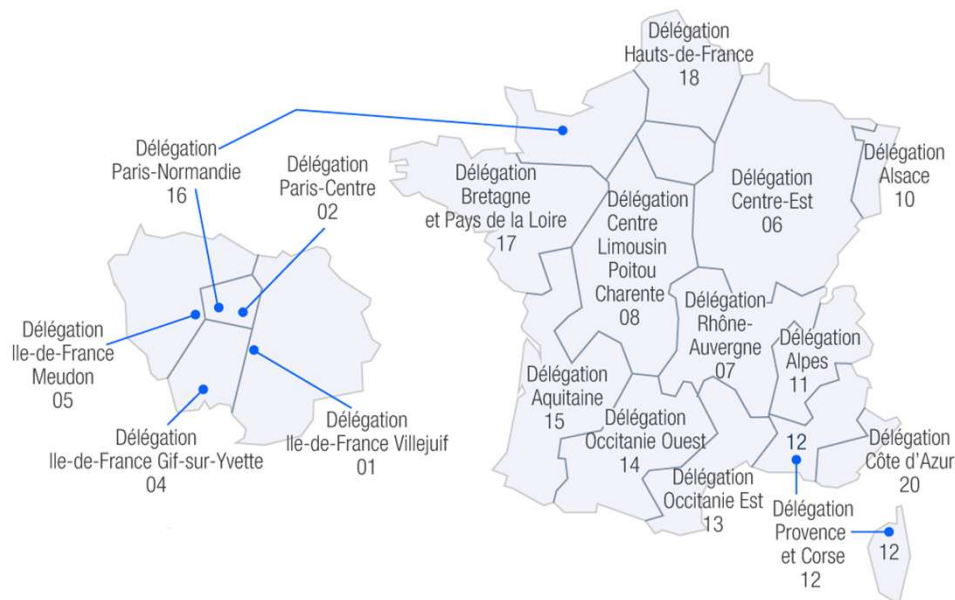 Délégation
Hauts-de-France
18
Délégation
Paris-Normandie
16
Délégation
Paris-Centre
02
Délégation
Bretagne
et Pays de la Loire
17
Délégation
Centre
Limousin
Poitou
Charente
08
Délégation
Centre-Est
06
Délégation
Alsace
10
Délégation
Ile-de-France
Meudon
05
Délégation
Ile-de-France Gif-sur-Yvette
04
Délégation
Ile-de-France Villejuif
01
Délégation
Rhône-
Auvergne
07
Délégation
Alpes
11
Délégation
Aquitaine
15
Délégation
Occitanie Ouest
14
Délégation
Occitanie Est
13
12
Délégation
Côte d'Azur
20
Délégation
Provence
et Corse
12
12